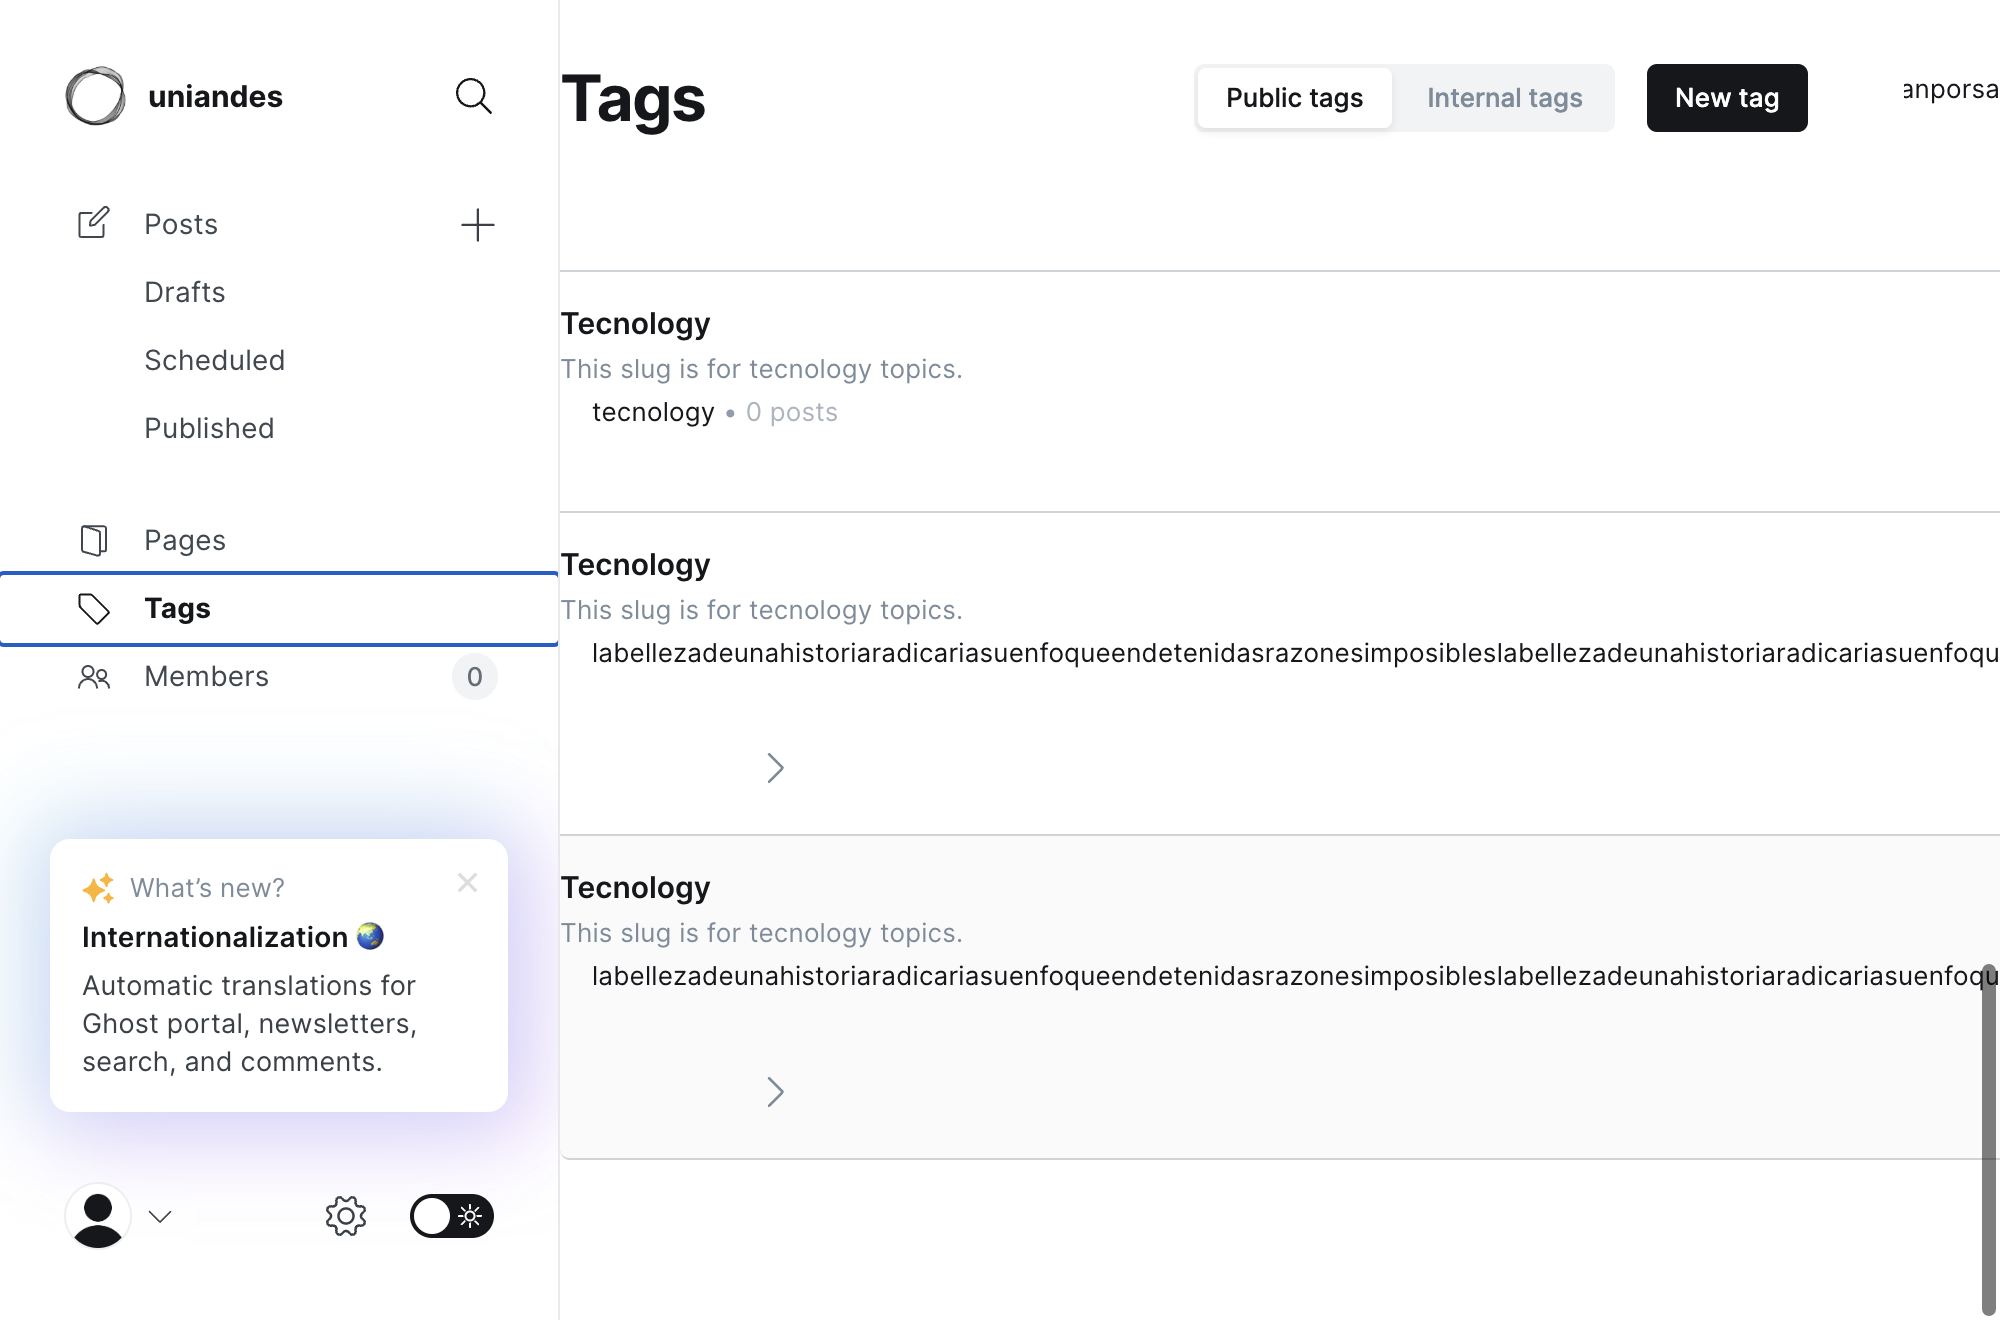 uniandes
Posts
Drafts
Scheduled
Published
Pages
Tags
Members
0
What's new?
Internationalization
Automatic translations for
Ghost portal, newsletters,
search, and comments.
Tags
Public tags
Internal tags
New tag
anporsa
Tecnology
This slug is for tecnology topics.
tecnology • 0 posts
Tecnology
This slug is for tecnology topics.
labellezadeunahistoriaradicariasuenfoqueendetenidasrazonesimposibleslabellezadeunahistoriaradicariasuenfoqu
Tecnology
This slug is for tecnology topics.
labellezadeunahistoriaradicariasuenfoqueendetenidasrazonesimposibleslabellezadeunahistoriaradicariasuenfoqu